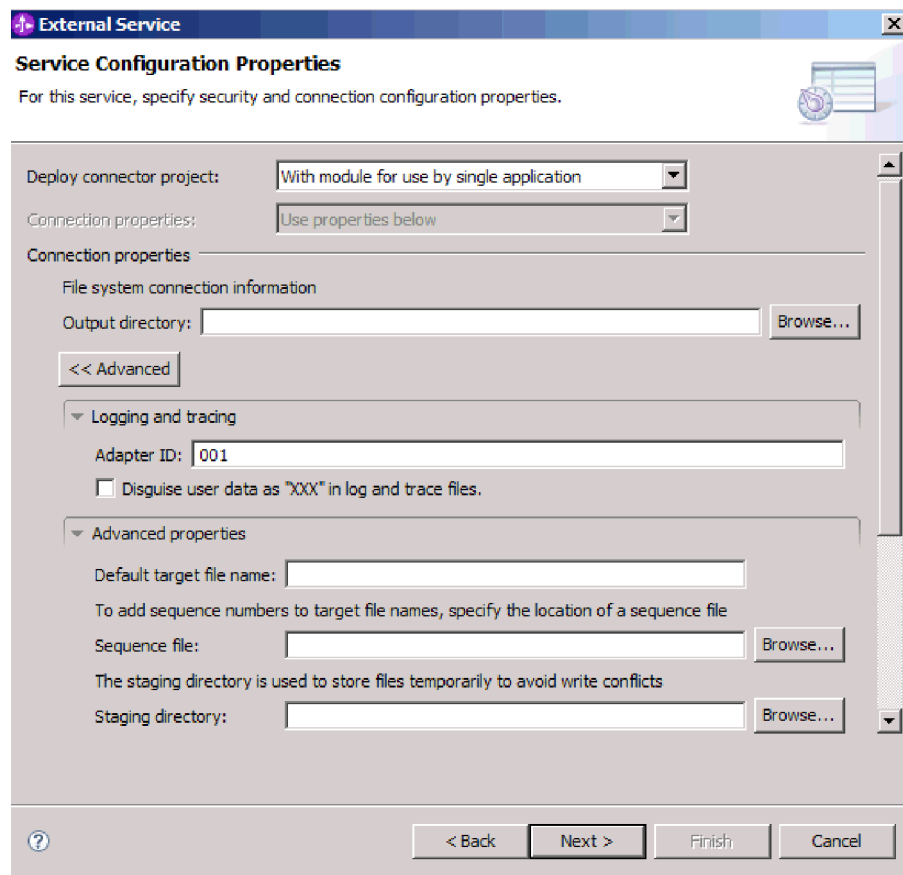 External Service
Service Configuration Properties
For this service, specify security and connection configuration properties.
Deploy connector project: With module for use by single application
Connection properties: Use properties below
Connection properties
File system connection information
Output directory: Browse...
<< Advanced
Logging and tracing
Adapter ID: 001
Disguise user data as "XXX" in log and trace files.
Advanced properties
Default target file name:
To add sequence numbers to target file names, specify the location of a sequence file
Sequence file: Browse...
The staging directory is used to store files temporarily to avoid write conflicts
Staging directory: Browse...
? < Back Next > Finish Cancel